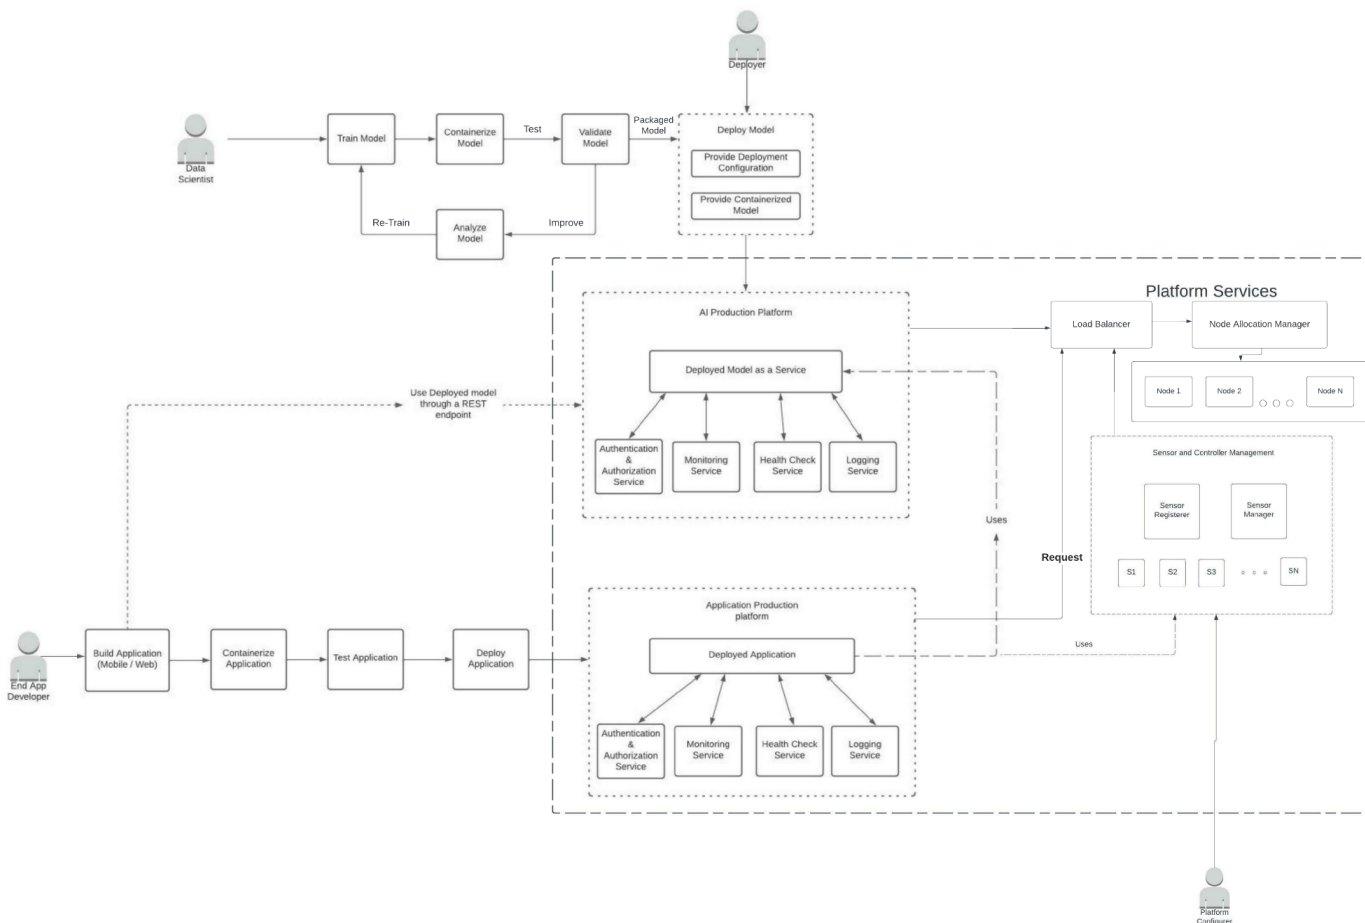 Deployer
Data
Scientist
Train Model
Containerize
Model
Test
Validate
Model
Packaged
Model
Deploy Model
Provide Deployment
Configuration
Provide Containerized
Model
Re-Train
Analyze
Model
Improve
Platform Services
AI Production Platform
Deployed Model as a Service
Authentication
&
Authorization
Service
Monitoring
Service
Health Check
Service
Logging
Service
Use Deployed model
through a REST
endpoint
Load Balancer
Node Allocation Manager
Node 1
Node 2
Node N
Sensor and Controller Management
Sensor
Registerer
Sensor
Manager
S1
S2
S3
SN
Uses
Request
Uses
End App
Developer
Build Application
(Mobile / Web)
Containerize
Application
Test Application
Deploy
Application
Application Production
platform
Deployed Application
Authentication
&
Authorization
Service
Monitoring
Service
Health Check
Service
Logging
Service
Platform
Configurer